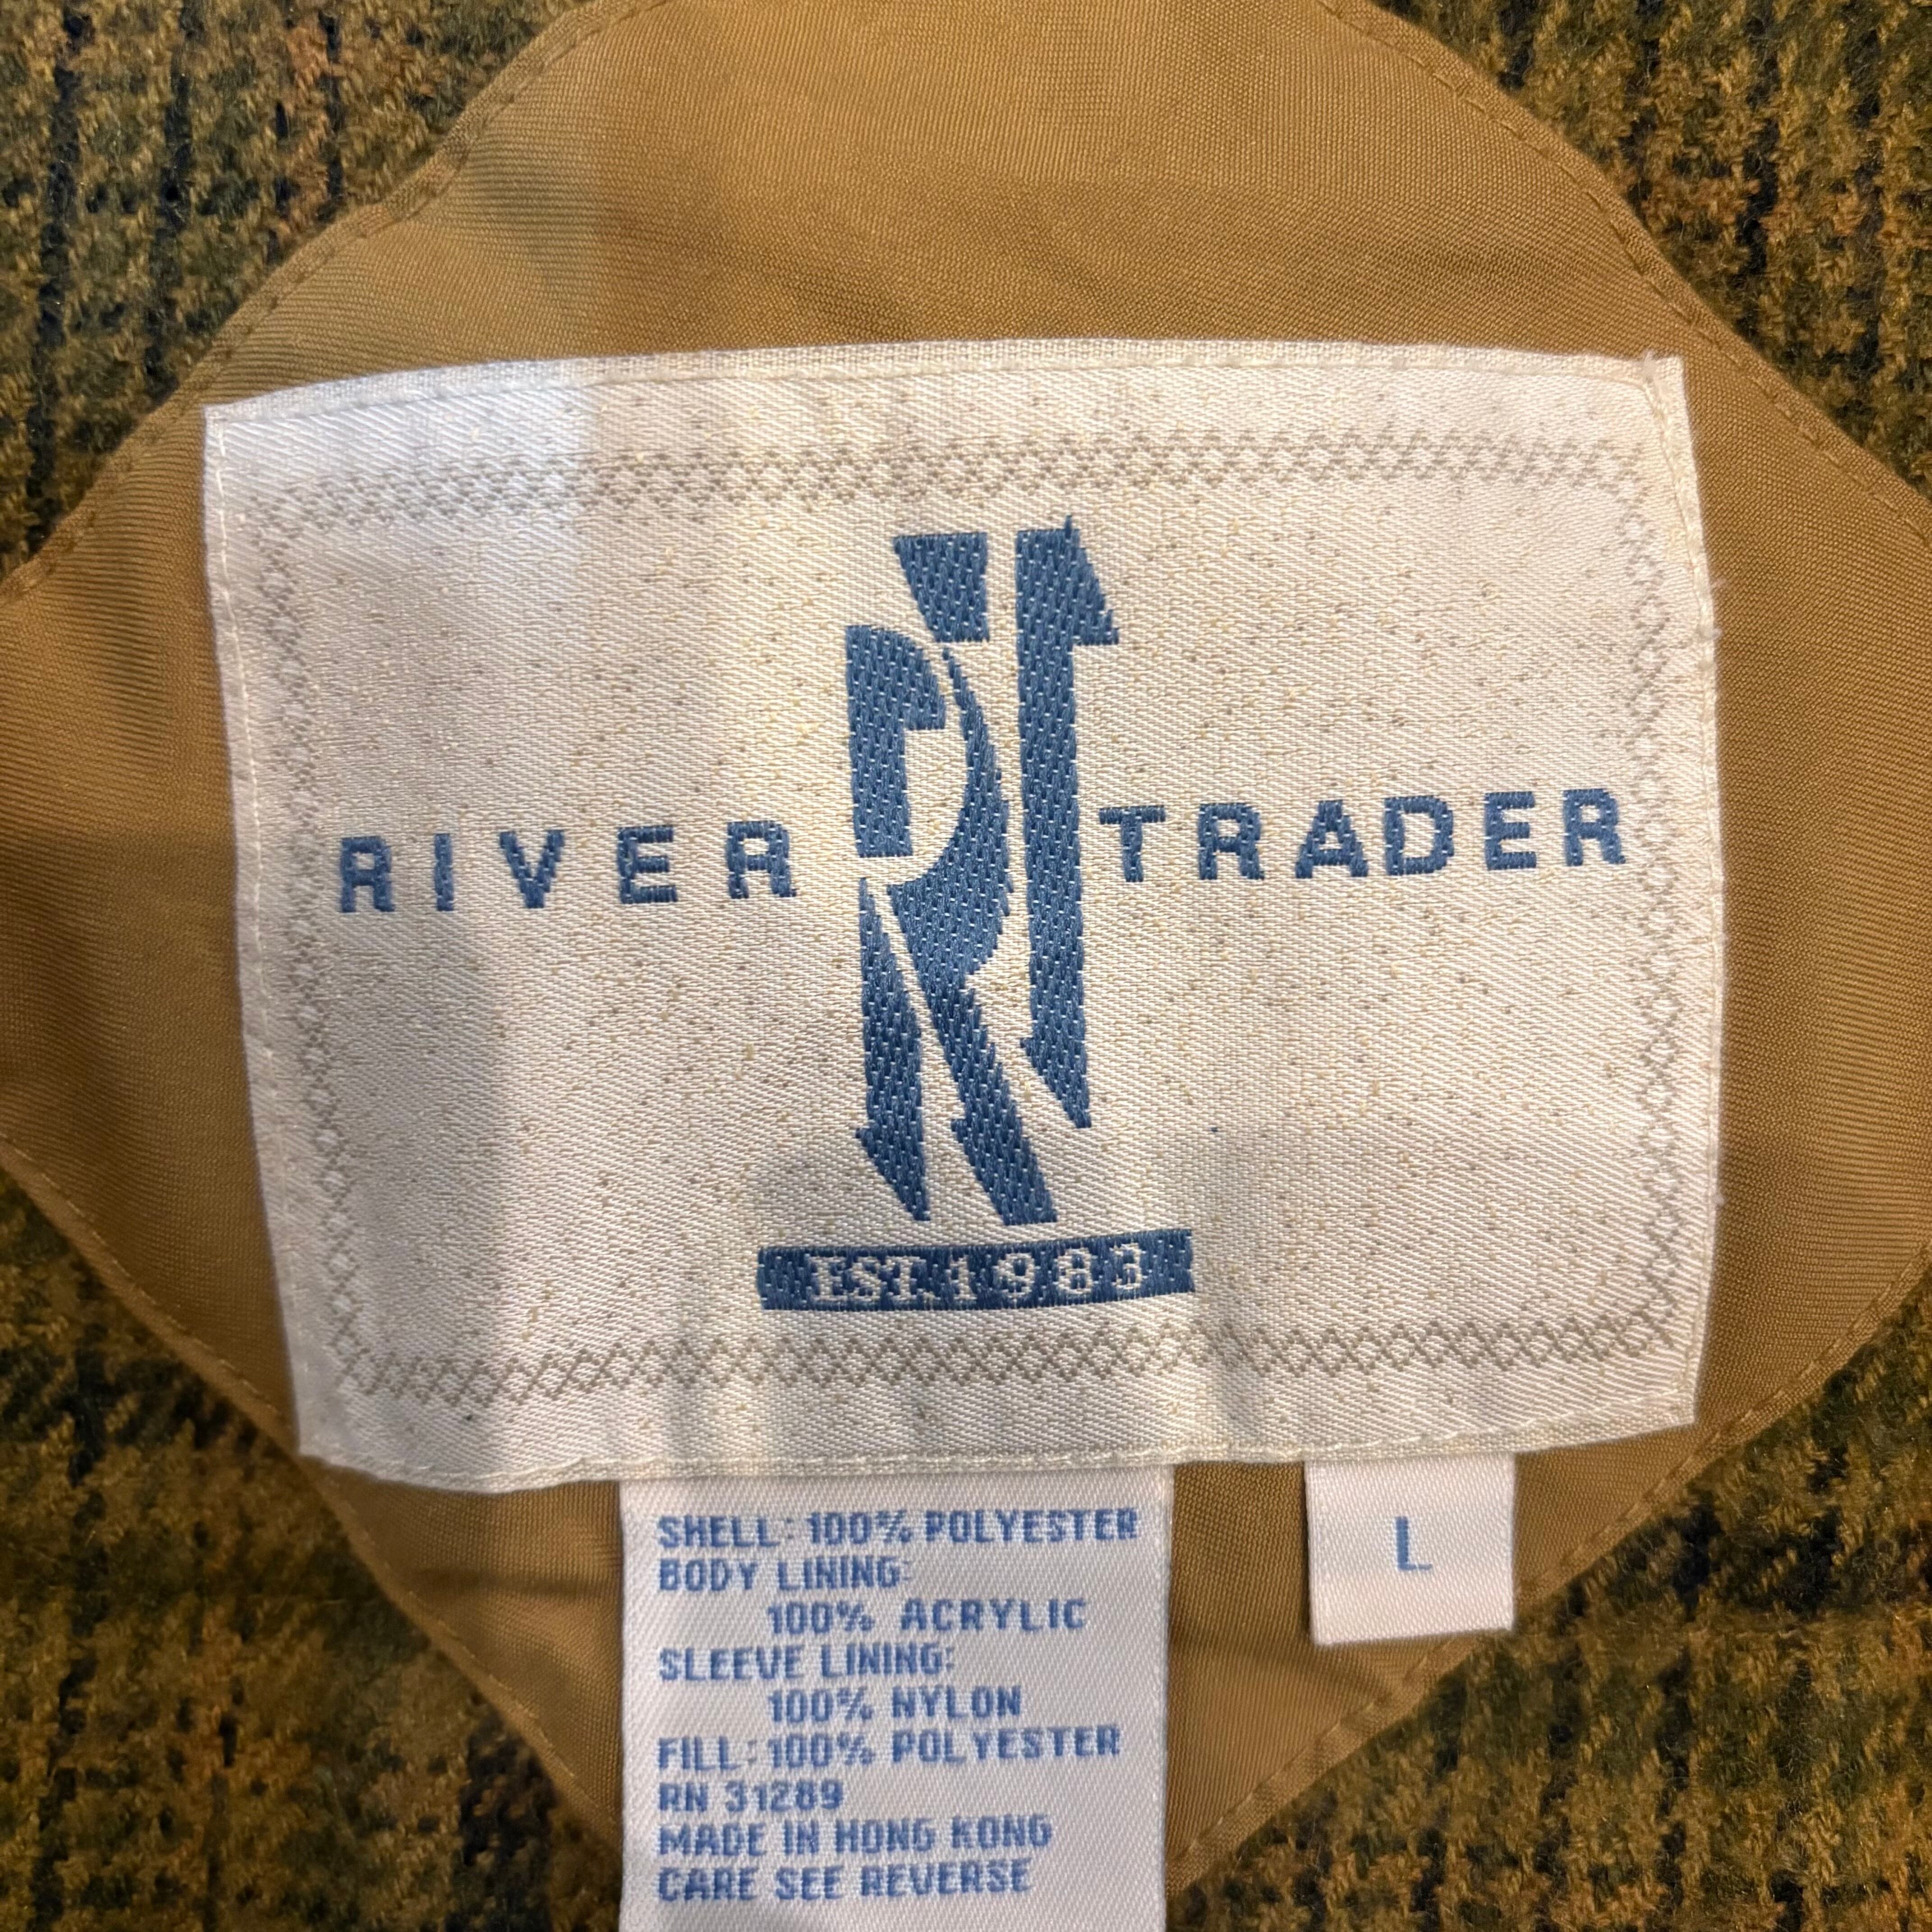 RT
RIVER TRADER
EST. 1983
SHELL: 100% POLYESTER
BODY LINING:
100% ACRYLIC
SLEEVE LINING:
100% NYLON
FILL: 100% POLYESTER
RN 31289
MADE IN HONG KONG
CARE SEE REVERSE
L